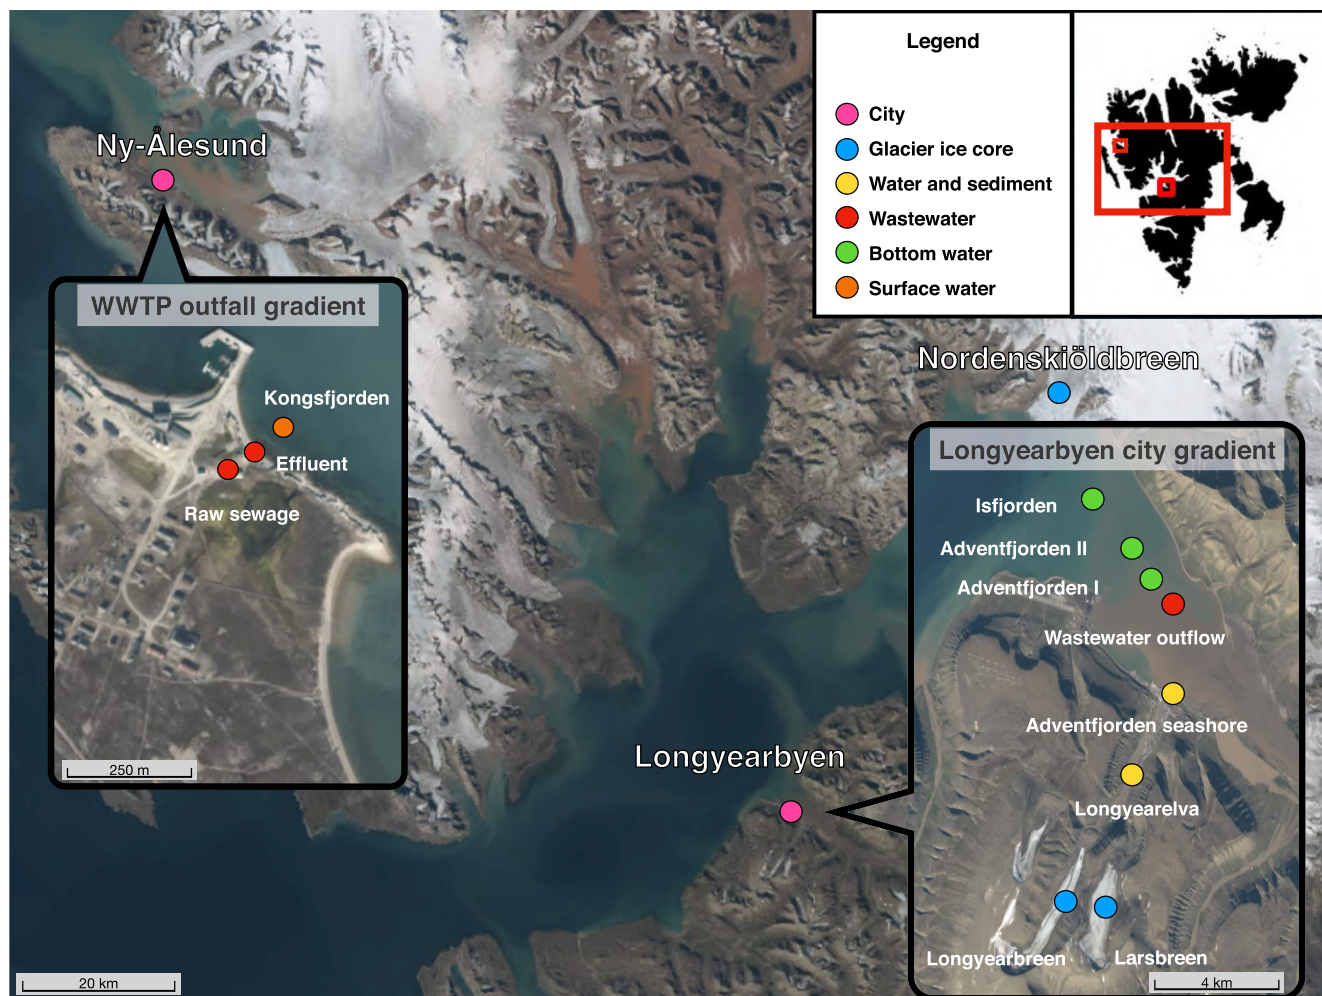 Legend
City
Glacier ice core
Water and sediment
Wastewater
Bottom water
Surface water
Ny-Ålesund
WWTP outfall gradient
Kongsfjorden
Effluent
Raw sewage
250 m
Nordenskiöldbreen
Longyearbyen city gradient
Isfjorden
Adventfjorden II
Adventfjorden I
Wastewater outflow
Adventfjorden seashore
Longyearelva
Longyearbreen
Larsbreen
4 km
Longyearbyen
20 km